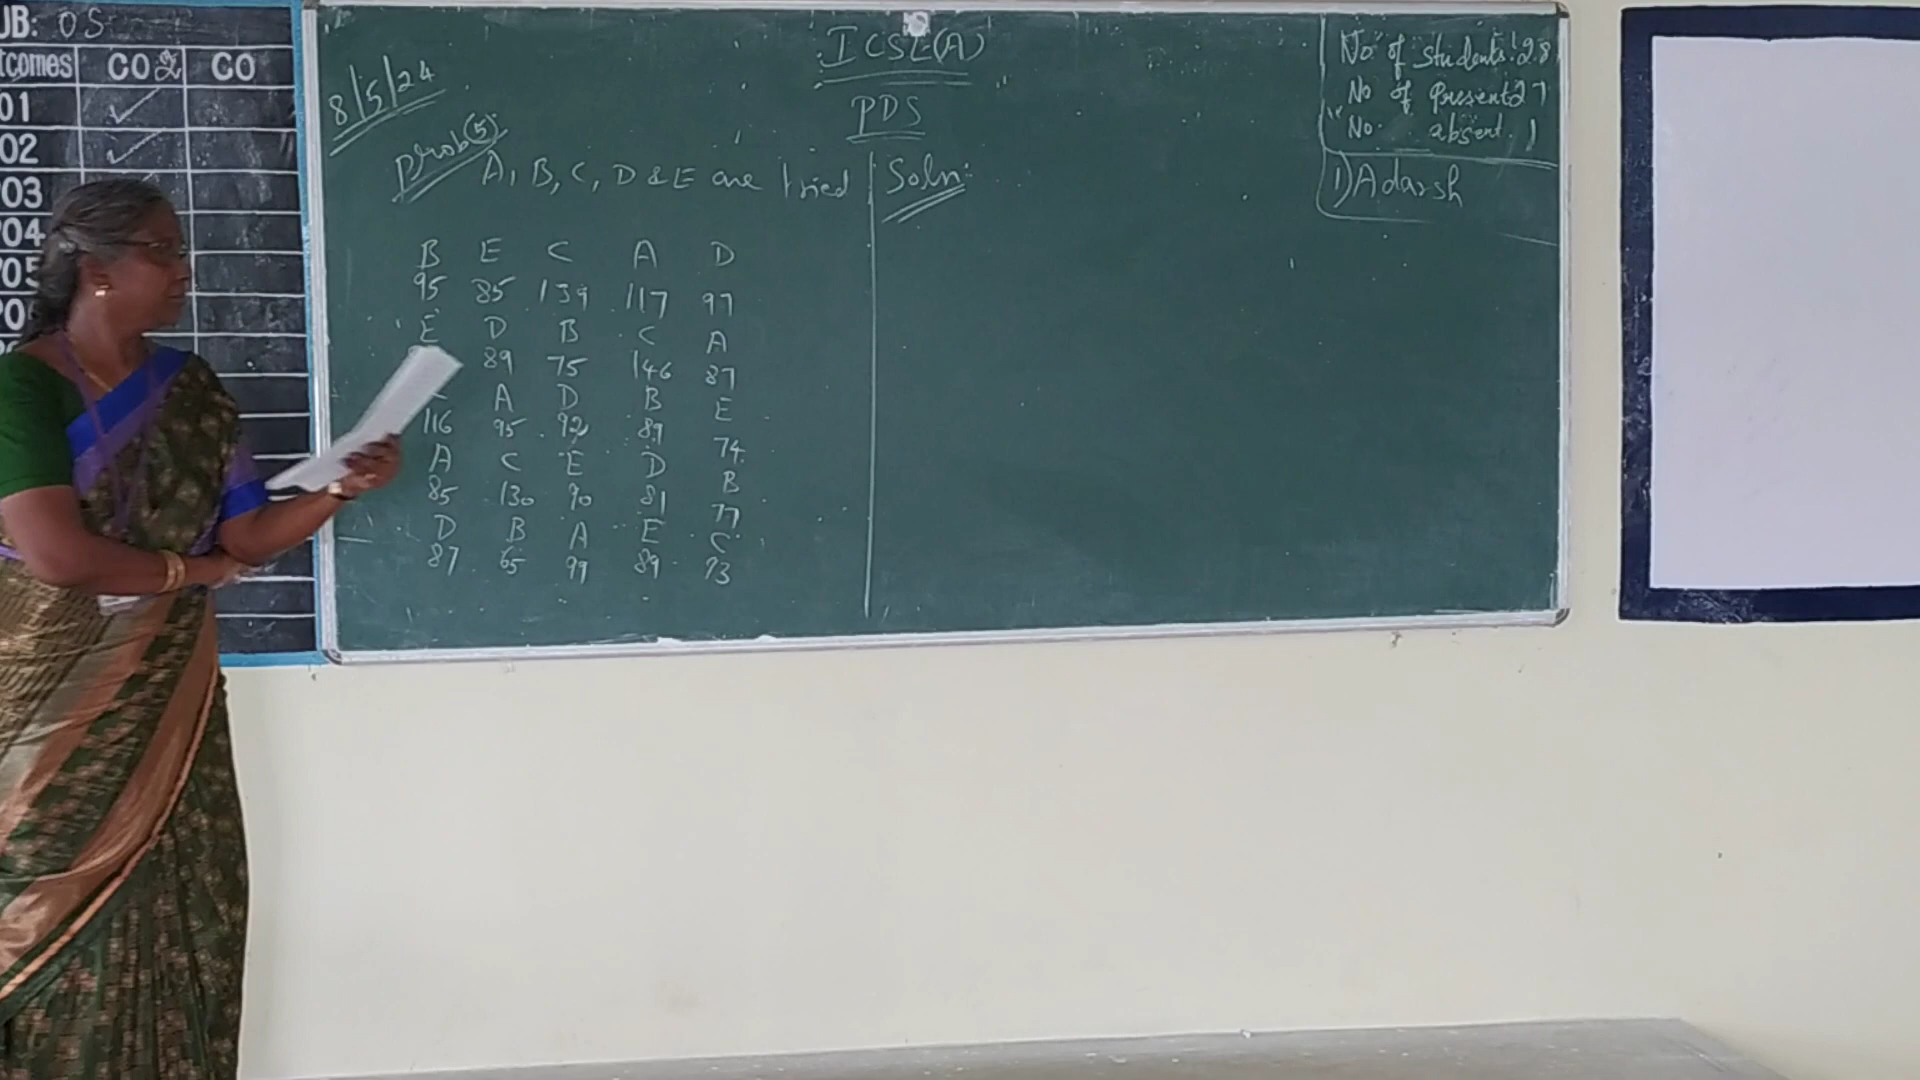 UB: OS
tcomes CO2 CO
01
02
03
04
05
8/5/24
I CSE(A)
PDS
No of students: 28
No of present 27
" No. absent. 1
1) Adarsh
Prob(5)
A, B, C, D & E are tried
Soln:
B E C A D
95 85 139 117 97
E D B C A
89 75 146 87
A D B E
116 95 92 89 74
A C E D B
85 130 90 81 77
D B A E C
87 65 99 89 93